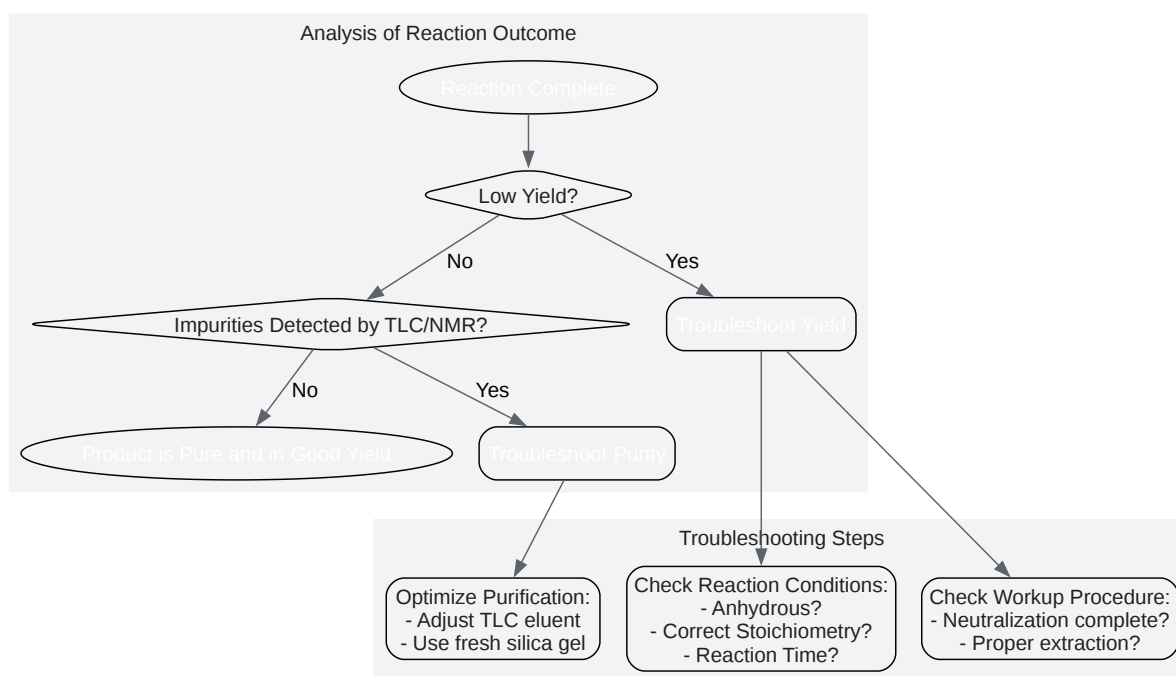 Analysis of Reaction Outcome
Reaction Complete
Low Yield?
No
Yes
Impurities Detected by TLC/NMR?
Troubleshoot Yield
No
Yes
Product is Pure and in Good Yield
Troubleshoot Purity
Troubleshooting Steps
Optimize Purification:
- Adjust TLC eluent
- Use fresh silica gel
Check Reaction Conditions:
- Anhydrous?
- Correct Stoichiometry?
- Reaction Time?
Check Workup Procedure:
- Neutralization complete?
- Proper extraction?